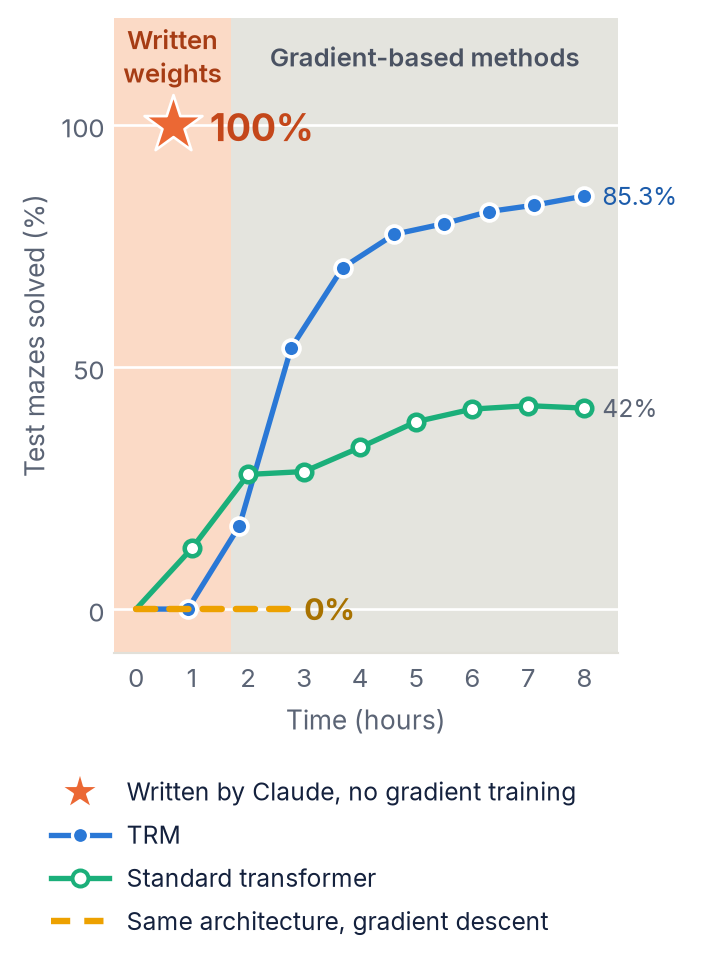 Written
weights
Gradient-based methods
100
100%
85.3%
Test mazes solved (%)
50
42%
0
0%
0 1 2 3 4 5 6 7 8
Time (hours)
Written by Claude, no gradient training
TRM
Standard transformer
Same architecture, gradient descent